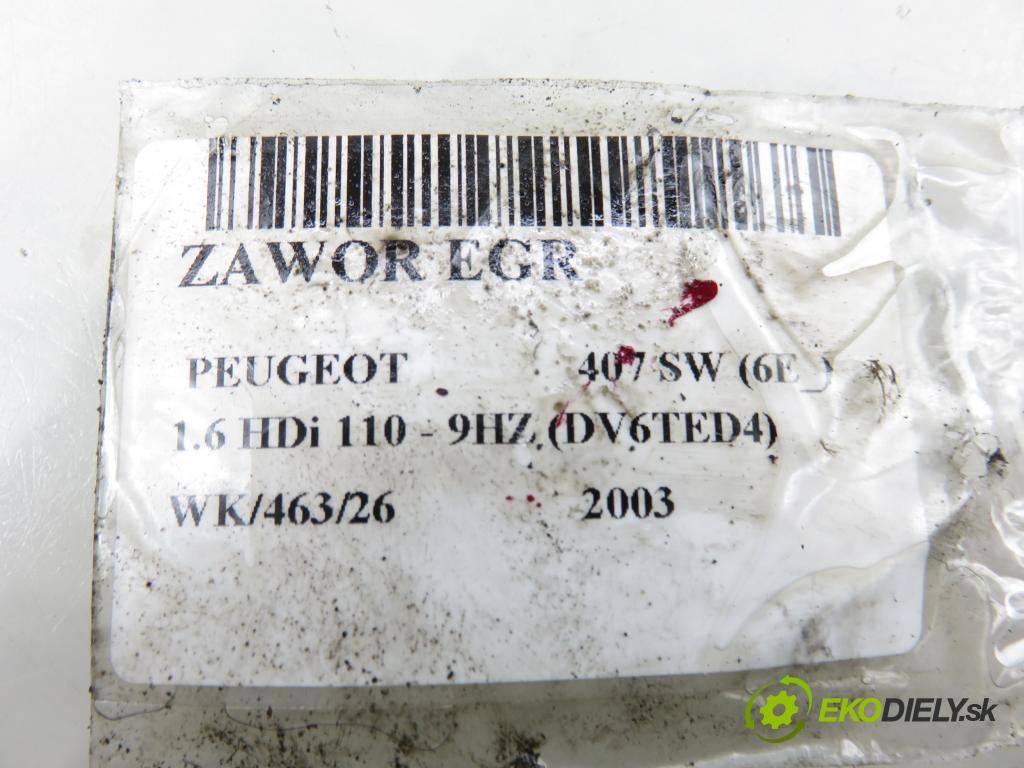 ZAWOR EGR
PEUGEOT 407 SW (6E_)
1.6 HDi 110 - 9HZ (DV6TED4)
WK/463/26 2003
EKODIELY.sk